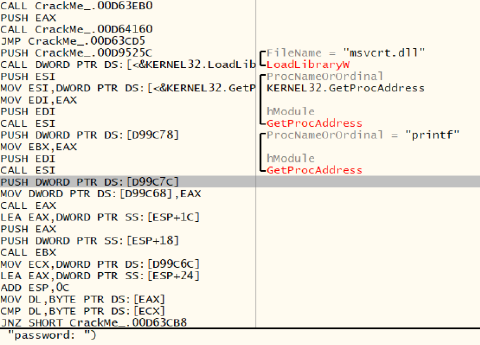 CALL CrackMe_.00D63EB0
PUSH EAX
CALL CrackMe_.00D64160
JMP CrackMe_.00D63CD5
PUSH CrackMe_.00D9525C FileName = "msvcrt.dll"
CALL DWORD PTR DS:[<&KERNEL32.LoadLib LoadLibraryW
PUSH ESI ProcNameOrOrdinal
MOV ESI,DWORD PTR DS:[<&KERNEL32.GetP KERNEL32.GetProcAddress
MOV EDI,EAX
PUSH EDI hModule
CALL ESI GetProcAddress
PUSH DWORD PTR DS:[D99C78] ProcNameOrOrdinal = "printf"
MOV EBX,EAX
PUSH EDI hModule
CALL ESI GetProcAddress
PUSH DWORD PTR DS:[D99C7C]
MOV DWORD PTR DS:[D99C68],EAX
CALL EAX
LEA EAX,DWORD PTR SS:[ESP+1C]
PUSH EAX
PUSH DWORD PTR SS:[ESP+18]
CALL EBX
MOV ECX,DWORD PTR DS:[D99C6C]
LEA EAX,DWORD PTR SS:[ESP+24]
ADD ESP,0C
MOV DL,BYTE PTR DS:[EAX]
CMP DL,BYTE PTR DS:[ECX]
JNZ SHORT CrackMe_.00D63CB8
"password: ")